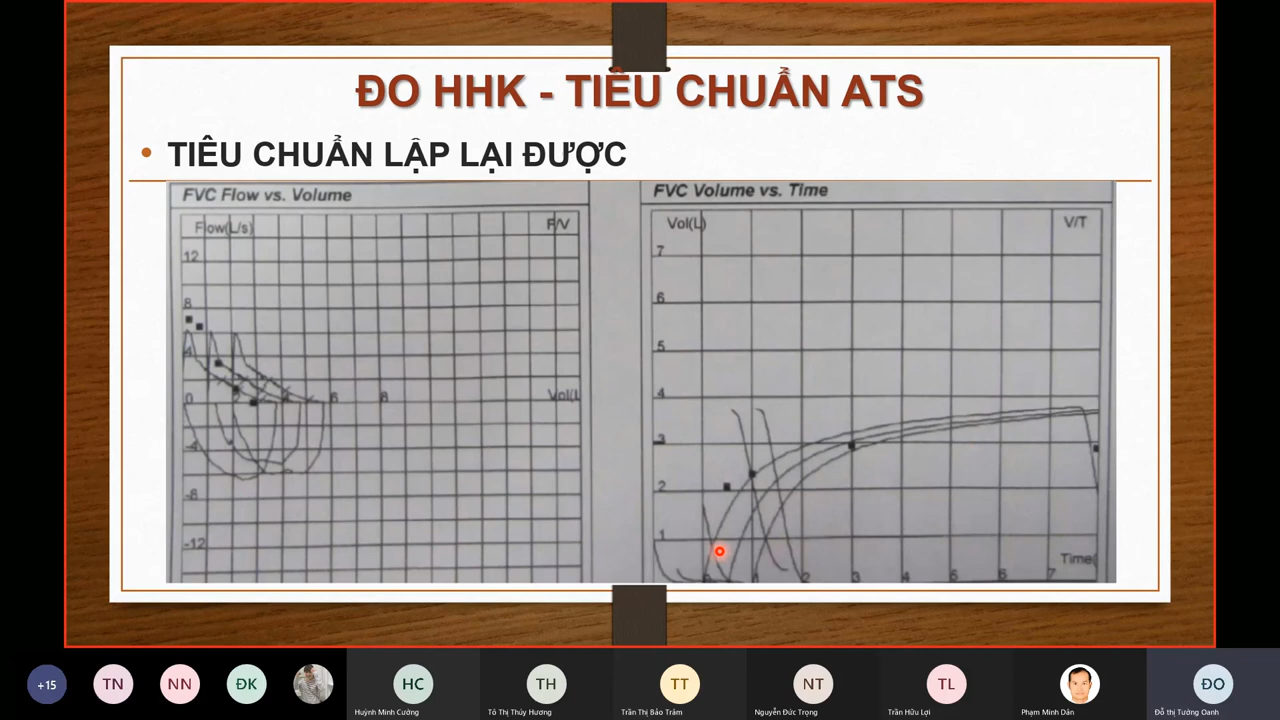 ĐO HHK - TIÊU CHUẨN ATS
• TIÊU CHUẨN LẬP LẠI ĐƯỢC
FVC Flow vs. Volume
Flow(L/s)
F/V
12
8
4
0
6
8
Vol(L
-4
-8
-12
FVC Volume vs. Time
Vol(L)
V/T
7
6
5
4
3
2
1
Time(
0 1 2 3 4 5 6 7
+15
TN
NN
ĐK
HC
TH
TT
NT
TL
ĐO
Huỳnh Minh Cường
Tô Thị Thúy Hương
Trần Thị Bảo Trâm
Nguyễn Đức Trọng
Trần Hữu Lợi
Phạm Minh Dân
Đỗ thị Tường Oanh